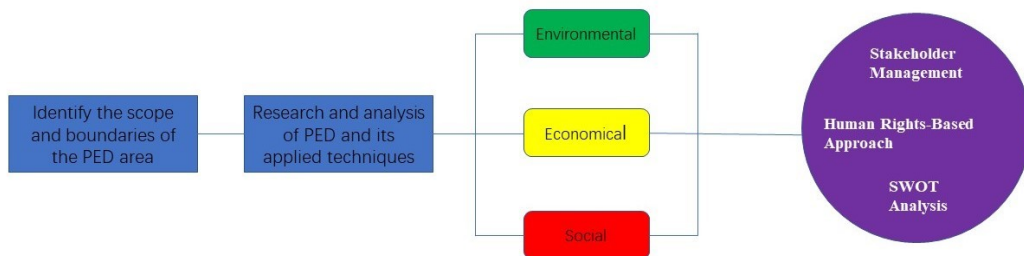 Identify the scope
and boundaries of
the PED area
Research and analysis
of PED and its
applied techniques
Environmental
Economical
Social
Stakeholder
Management
Human Rights-Based
Approach
SWOT
Analysis